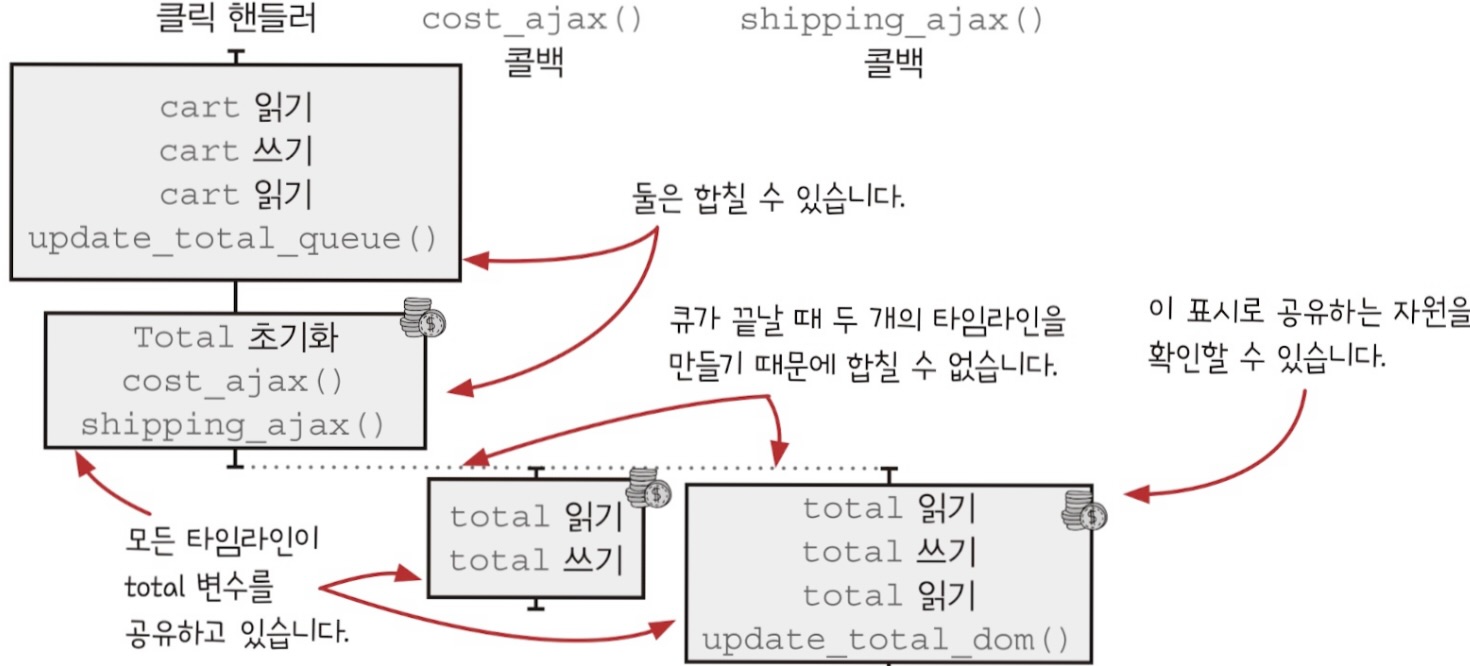 클릭 핸들러
cost_ajax()
콜백
shipping_ajax()
콜백
cart 읽기
cart 쓰기
cart 읽기
update_total_queue()
둘은 합칠 수 있습니다.
Total 초기화
cost_ajax()
shipping_ajax()
큐가 끝날 때 두 개의 타임라인을
만들기 때문에 합칠 수 없습니다.
이 표시로 공유하는 자원을
확인할 수 있습니다.
모든 타임라인이
total 변수를
공유하고 있습니다.
total 읽기
total 쓰기
total 읽기
total 쓰기
total 읽기
update_total_dom()